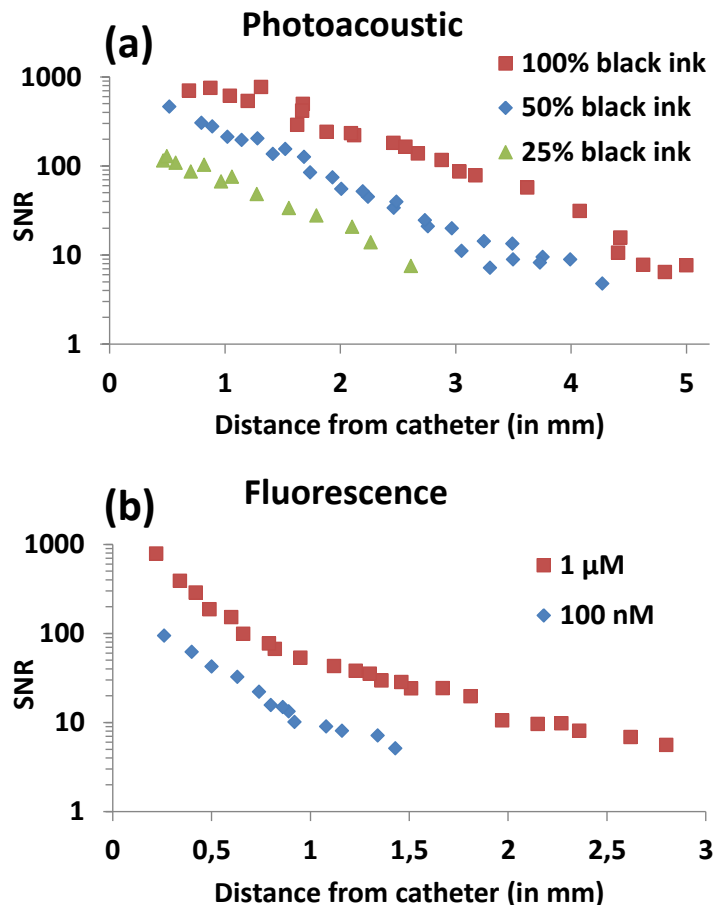 (a)
Photoacoustic
1000
100
10
1
SNR
100% black ink
50% black ink
25% black ink
0 1 2 3 4 5
Distance from catheter (in mm)
(b)
Fluorescence
1000
100
10
1
SNR
1 μM
100 nM
0 0,5 1 1,5 2 2,5 3
Distance from catheter (in mm)